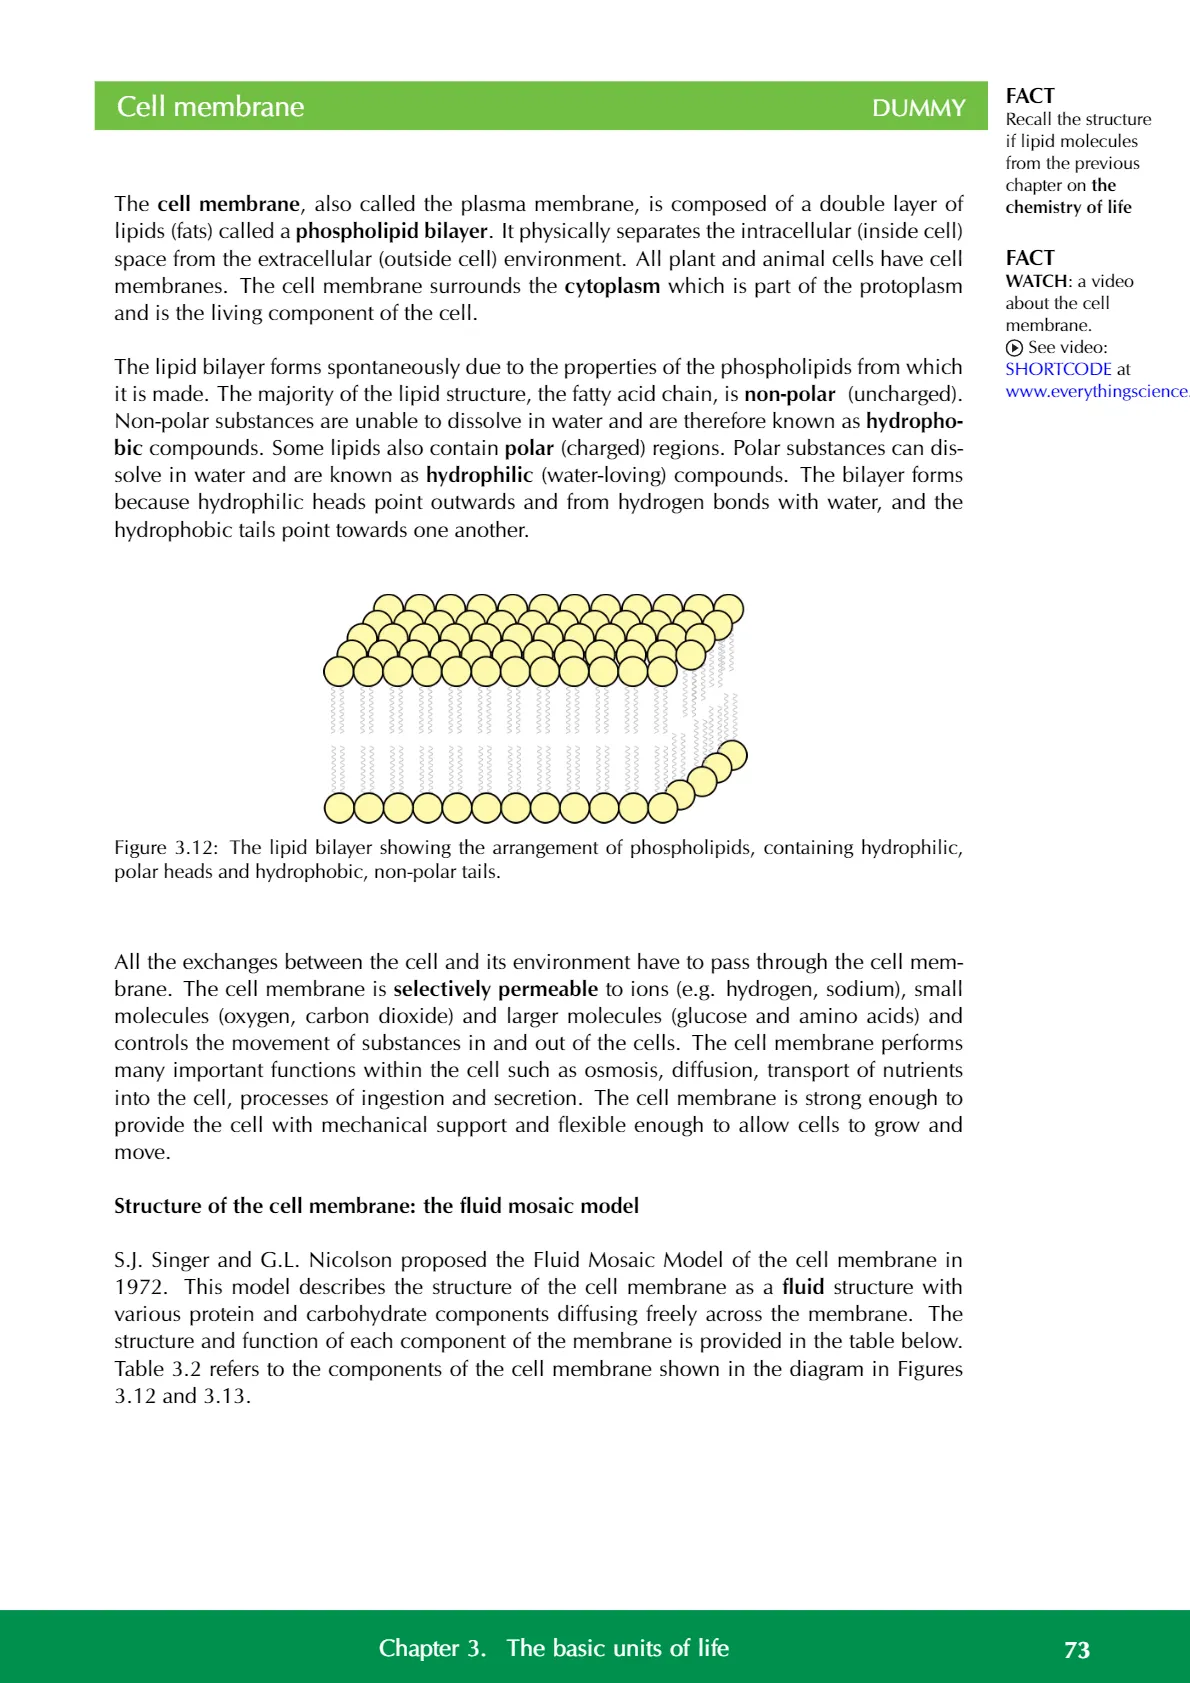 Cell membrane
DUMMY
The cell membrane, also called the plasma membrane, is composed of a double layer of
lipids (fats) called a phospholipid bilayer. It physically separates the intracellular (inside cell)
space from the extracellular (outside cell) environment. All plant and animal cells have cell
membranes. The cell membrane surrounds the cytoplasm which is part of the protoplasm
and is the living component of the cell.
The lipid bilayer forms spontaneously due to the properties of the phospholipids from which
it is made. The majority of the lipid structure, the fatty acid chain, is non-polar (uncharged).
Non-polar substances are unable to dissolve in water and are therefore known as hydropho-
bic compounds. Some lipids also contain polar (charged) regions. Polar substances can dis-
solve in water and are known as hydrophilic (water-loving) compounds. The bilayer forms
because hydrophilic heads point outwards and from hydrogen bonds with water, and the
hydrophobic tails point towards one another.
Figure 3.12: The lipid bilayer showing the arrangement of phospholipids, containing hydrophilic,
polar heads and hydrophobic, non-polar tails.
All the exchanges between the cell and its environment have to pass through the cell mem-
brane. The cell membrane is selectively permeable to ions (e.g. hydrogen, sodium), small
molecules (oxygen, carbon dioxide) and larger molecules (glucose and amino acids) and
controls the movement of substances in and out of the cells. The cell membrane performs
many important functions within the cell such as osmosis, diffusion, transport of nutrients
into the cell, processes of ingestion and secretion. The cell membrane is strong enough to
provide the cell with mechanical support and flexible enough to allow cells to grow and
move.
Structure of the cell membrane: the fluid mosaic model
S.J. Singer and G.L. Nicolson proposed the Fluid Mosaic Model of the cell membrane in
1972. This model describes the structure of the cell membrane as a fluid structure with
various protein and carbohydrate components diffusing freely across the membrane. The
structure and function of each component of the membrane is provided in the table below.
Table 3.2 refers to the components of the cell membrane shown in the diagram in Figures
3.12 and 3.13.
FACT
Recall the structure
if lipid molecules
from the previous
chapter on the
chemistry of life
FACT
WATCH: a video
about the cell
membrane.
See video:
SHORTCODE at
www.everythingscience.
Chapter 3. The basic units of life
73